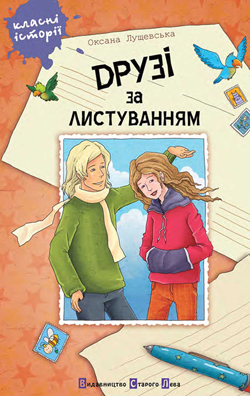 класні
історії
Оксана Лущевська
ДРУЗІ
ЗА
ЛИСТУВАННЯМ
Видавництво Старого Лева